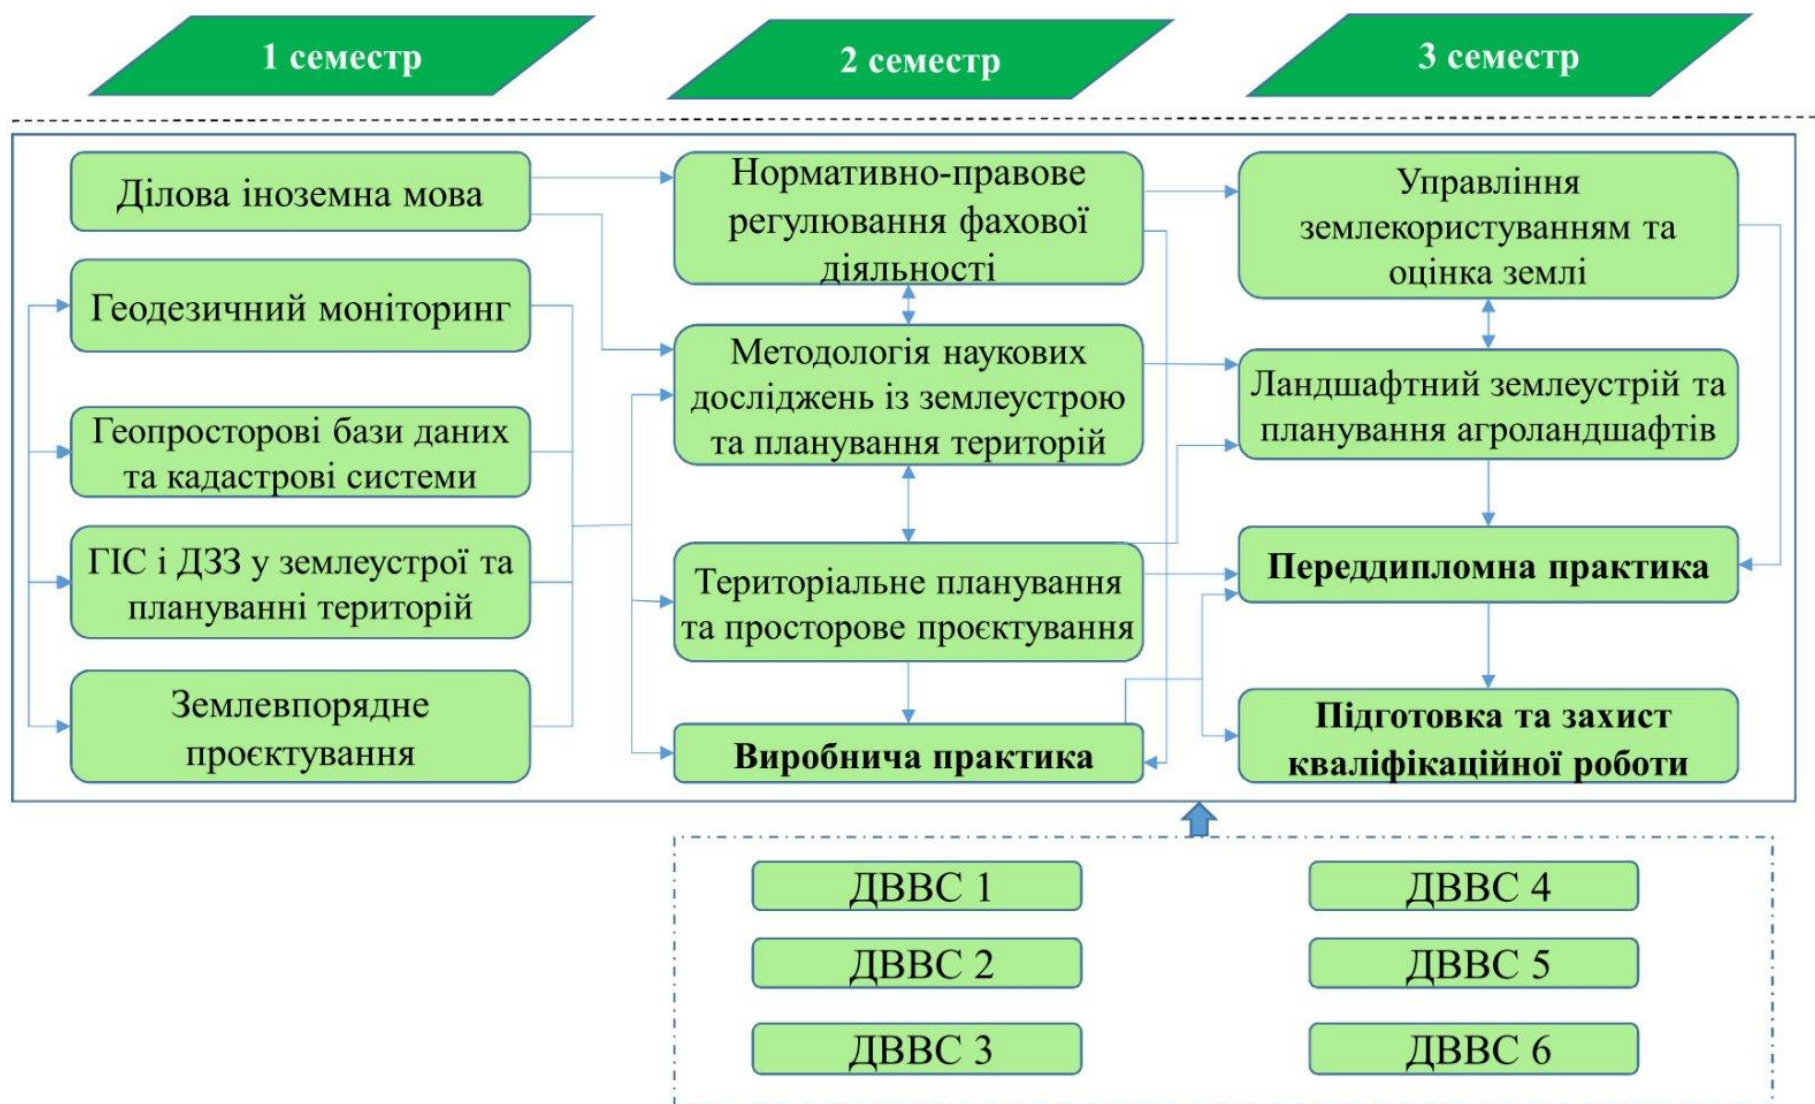 1 семестр
2 семестр
3 семестр
Ділова іноземна мова
Геодезичний моніторинг
Геопросторові бази даних
та кадастрові системи
ГІС і ДЗЗ у землеустрої та
плануванні територій
Землевпорядне
проєктування
Нормативно-правове
регулювання фахової
діяльності
Методологія наукових
досліджень із землеустрою
та планування територій
Територіальне планування
та просторове проєктування
Виробнича практика
Управління
землекористуванням та
оцінка землі
Ландшафтний землеустрій та
планування агроландшафтів
Переддипломна практика
Підготовка та захист
кваліфікаційної роботи
ДВВС 1
ДВВС 2
ДВВС 3
ДВВС 4
ДВВС 5
ДВВС 6